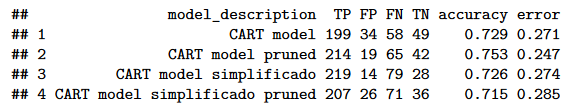 ## model_description TP FP FN TN accuracy error
## 1 CART model 199 34 58 49 0.729 0.271
## 2 CART model pruned 214 19 65 42 0.753 0.247
## 3 CART model simplificado 219 14 79 28 0.726 0.274
## 4 CART model simplificado pruned 207 26 71 36 0.715 0.285